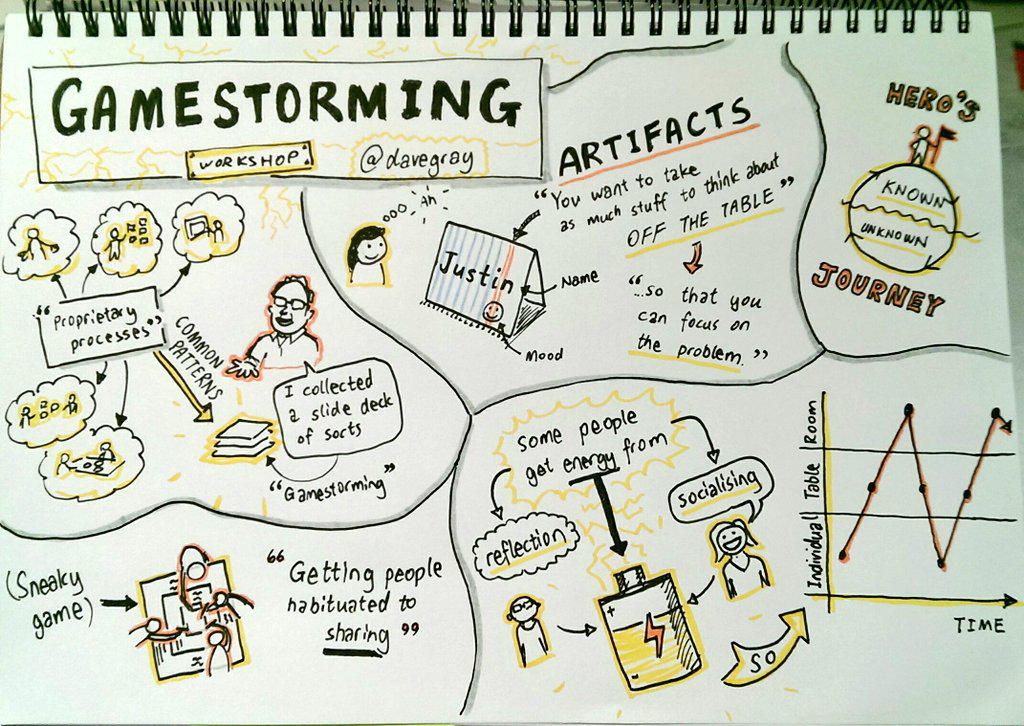 GAMESTORMING
WORKSHOP
@davegray
"Proprietary
processes"
COMMON
PATTERNS
I collected
a slide deck
of sorts
"Gamestorming"
Ah
Justin
Name
Mood
ARTIFACTS
"You want to take
as much stuff to think about
OFF THE TABLE"
"...so that you
can focus on
the problem."
HERO'S
KNOWN
UNKNOWN
JOURNEY
(Sneaky
game)
"Getting people
habituated to
sharing"
some people
get energy from
reflection
socialising
+
SO
Individual | Table | Room
TIME